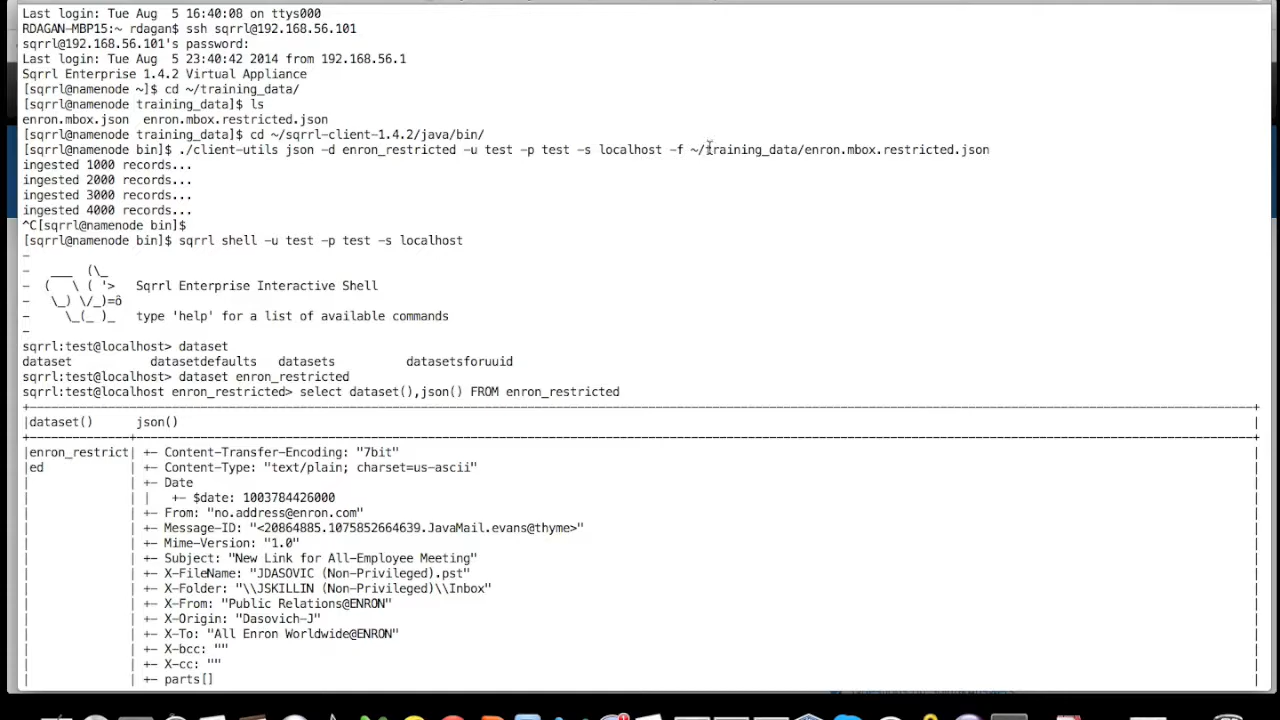 Last login: Tue Aug  5 16:40:08 on ttys000
RDAGAN-MBP15:~ rdagan$ ssh sqrrl@192.168.56.101
sqrrl@192.168.56.101's password:
Last login: Tue Aug  5 23:40:42 2014 from 192.168.56.1
Sqrrl Enterprise 1.4.2 Virtual Appliance
[sqrrl@namenode ~]$ cd ~/training_data/
[sqrrl@namenode training_data]$ ls
enron.mbox.json  enron.mbox.restricted.json
[sqrrl@namenode training_data]$ cd ~/sqrrl-client-1.4.2/java/bin/
[sqrrl@namenode bin]$ ./client-utils json -d enron_restricted -u test -p test -s localhost -f ~/training_data/enron.mbox.restricted.json
ingested 1000 records...
ingested 2000 records...
ingested 3000 records...
ingested 4000 records...
^C[sqrrl@namenode bin]$
[sqrrl@namenode bin]$ sqrrl shell -u test -p test -s localhost
-
-   ___  (\_
-  (   \ ( '>   Sqrrl Enterprise Interactive Shell
-   \_) \/_)=ô
-     \_(_ )_   type 'help' for a list of available commands
-
sqrrl:test@localhost> dataset
dataset           datasetdefaults   datasets          datasetsforuuid
sqrrl:test@localhost> dataset enron_restricted
sqrrl:test@localhost enron_restricted> select dataset(),json() FROM enron_restricted
|dataset()      json()
|enron_restrict| +- Content-Transfer-Encoding: "7bit"
|ed            | +- Content-Type: "text/plain; charset=us-ascii"
|              | +- Date
|              | |   +- $date: 1003784426000
|              | +- From: "no.address@enron.com"
|              | +- Message-ID: "<20864885.1075852664639.JavaMail.evans@thyme>"
|              | +- Mime-Version: "1.0"
|              | +- Subject: "New Link for All-Employee Meeting"
|              | +- X-FileName: "JDASOVIC (Non-Privileged).pst"
|              | +- X-Folder: "\\JSKILLIN (Non-Privileged)\\Inbox"
|              | +- X-From: "Public Relations@ENRON"
|              | +- X-Origin: "Dasovich-J"
|              | +- X-To: "All Enron Worldwide@ENRON"
|              | +- X-bcc: ""
|              | +- X-cc: ""
|              | +- parts[]